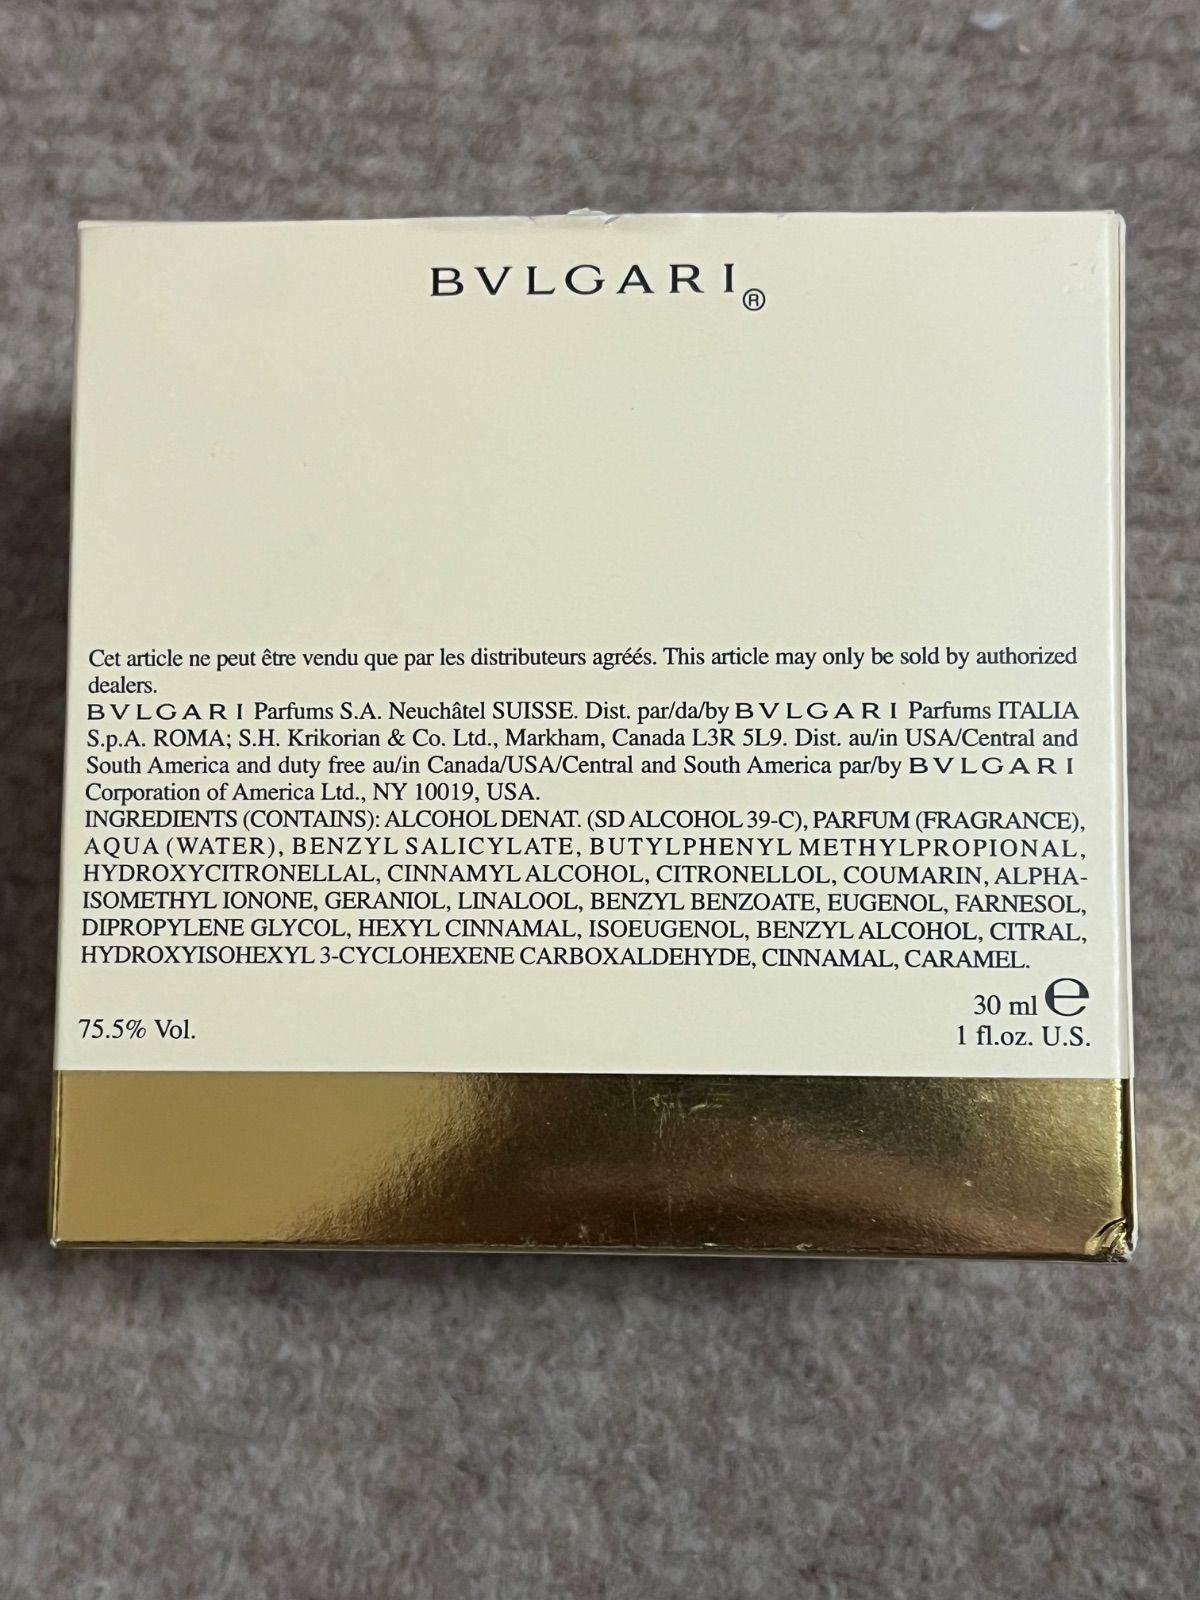 BVLGARI®
Cet article ne peut être vendu que par les distributeurs agréés. This article may only be sold by authorized
dealers.
BVLGARI Parfums S.A. Neuchâtel SUISSE. Dist. par/da/by BVLGARI Parfums ITALIA
S.p.A. ROMA; S.H. Krikorian & Co. Ltd., Markham, Canada L3R 5L9. Dist. au/in USA/Central and
South America and duty free au/in Canada/USA/Central and South America par/by BVLGARI
Corporation of America Ltd., NY 10019, USA.
INGREDIENTS (CONTAINS): ALCOHOL DENAT. (SD ALCOHOL 39-C), PARFUM (FRAGRANCE),
AQUA (WATER), BENZYL SALICYLATE, BUTYLPHENYL METHYLPROPIONAL,
HYDROXYCITRONELLAL, CINNAMYL ALCOHOL, CITRONELLOL, COUMARIN, ALPHA-
ISOMETHYL IONONE, GERANIOL, LINALOOL, BENZYL BENZOATE, EUGENOL, FARNESOL,
DIPROPYLENE GLYCOL, HEXYL CINNAMAL, ISOEUGENOL, BENZYL ALCOHOL, CITRAL,
HYDROXYISOHEXYL 3-CYCLOHEXENE CARBOXALDEHYDE, CINNAMAL, CARAMEL.
30 ml ℮
75.5% Vol.
1 fl.oz. U.S.